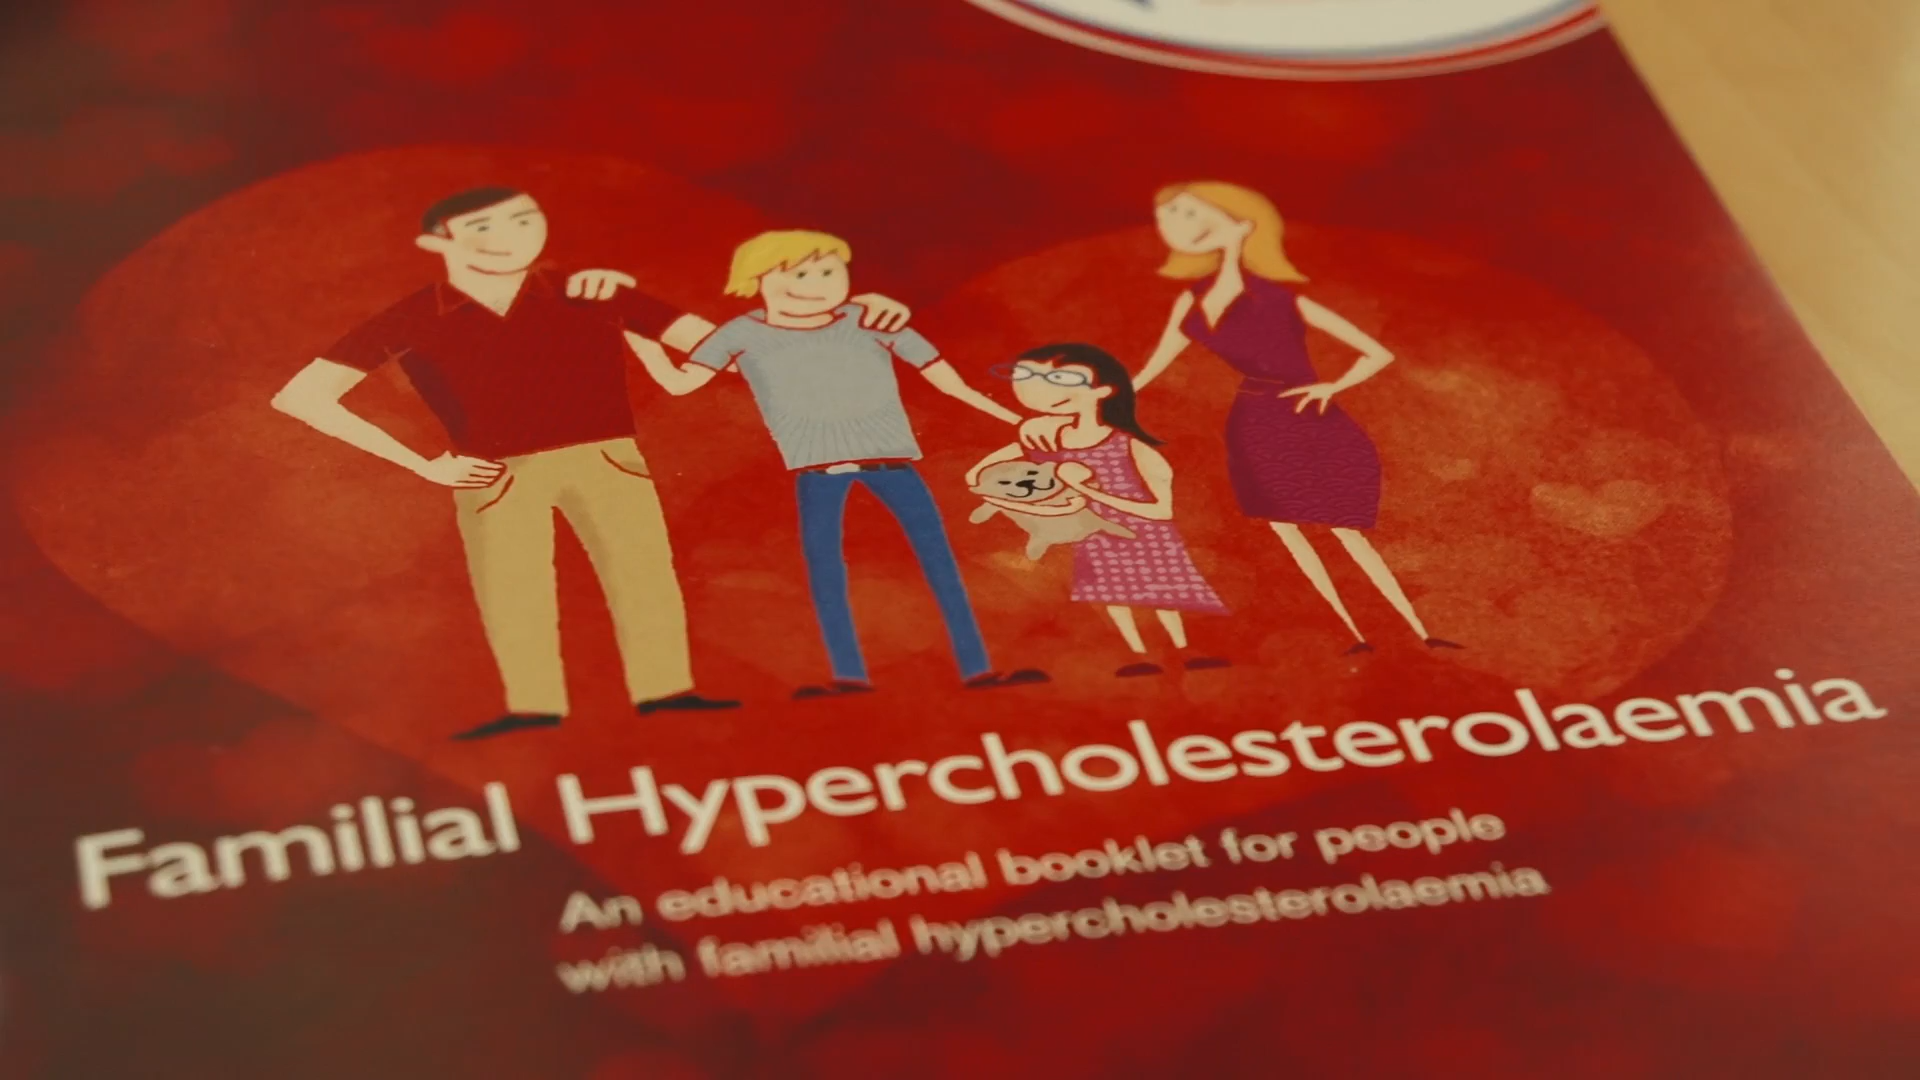 Familial Hypercholesterolaemia
An educational booklet for people
with familial hypercholesterolaemia